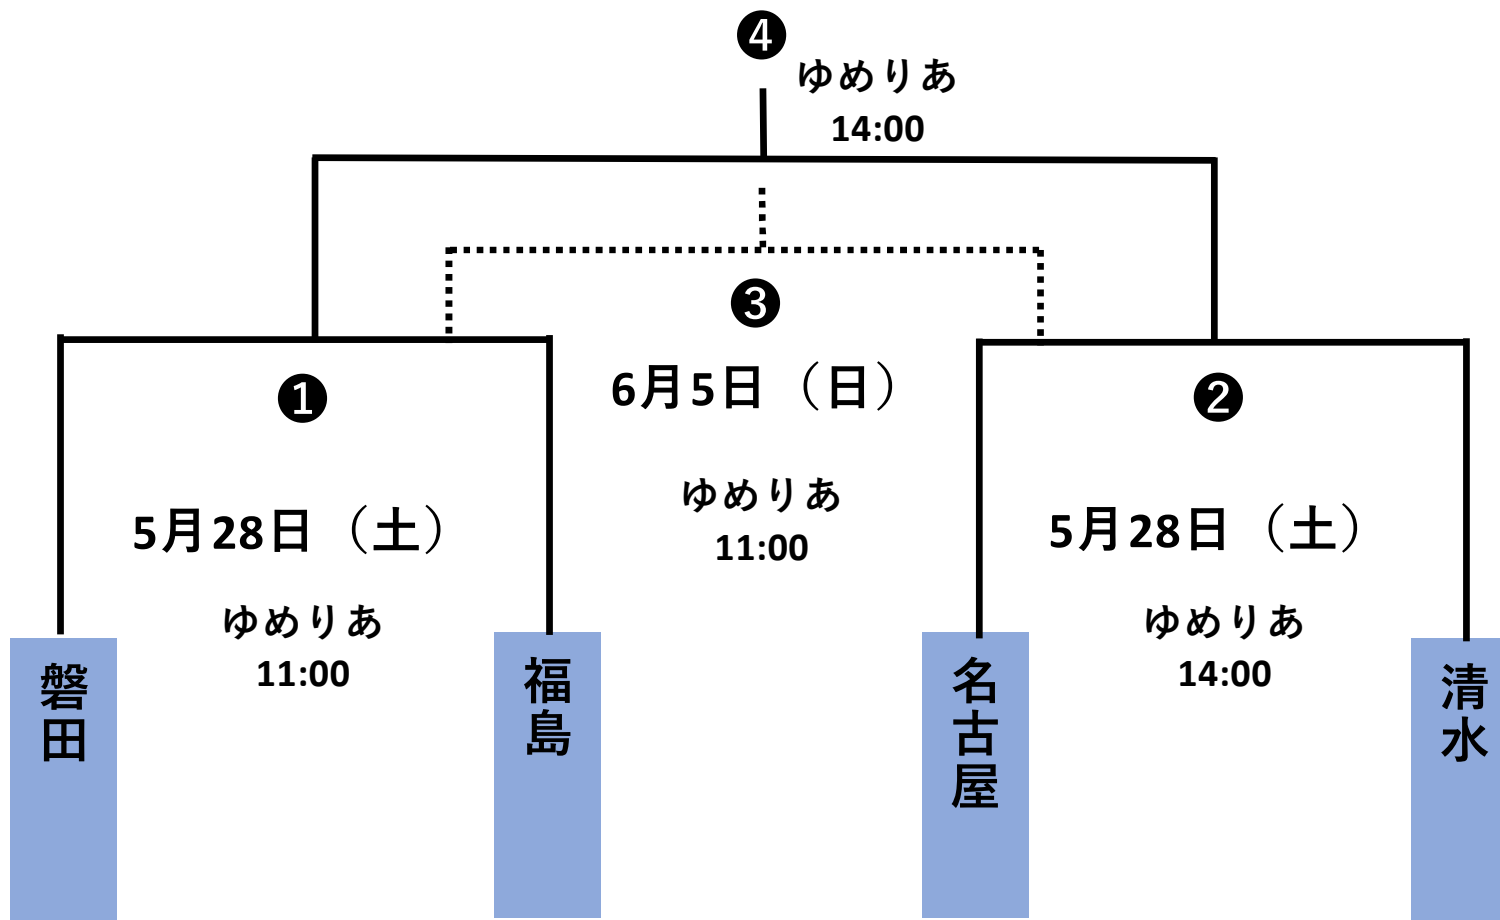 ❹
ゆめりあ
14:00
❸
6月5日（日）
ゆめりあ
11:00
❶
5月28日（土）
ゆめりあ
11:00
❷
5月28日（土）
ゆめりあ
14:00
磐田
福島
名古屋
清水